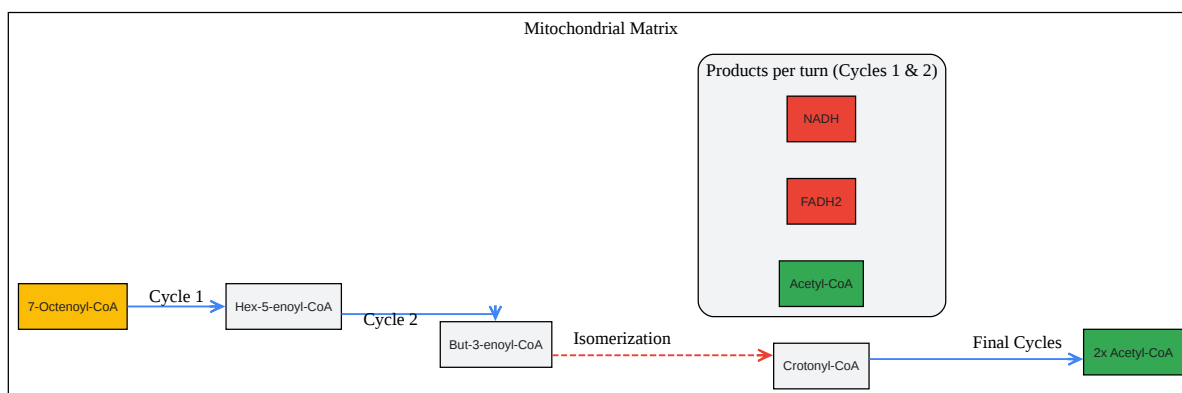 Mitochondrial Matrix
Products per turn (Cycles 1 & 2)
NADH
FADH2
Acetyl-CoA
7-Octenoyl-CoA
Cycle 1
Hex-5-enoyl-CoA
Cycle 2
But-3-enoyl-CoA
Isomerization
Crotonyl-CoA
Final Cycles
2x Acetyl-CoA